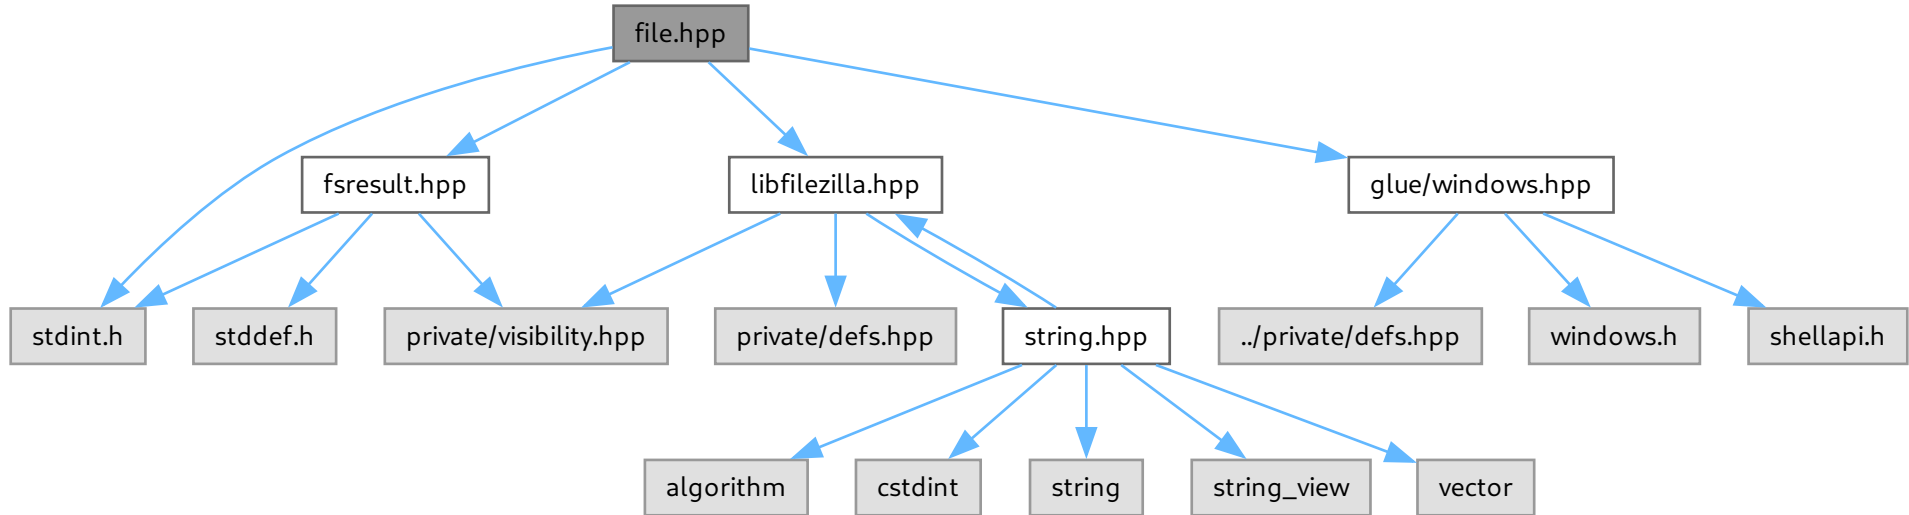 file.hpp
fsresult.hpp
libfilezilla.hpp
glue/windows.hpp
stdint.h
stddef.h
private/visibility.hpp
private/defs.hpp
string.hpp
../private/defs.hpp
windows.h
shellapi.h
algorithm
cstdint
string
string_view
vector